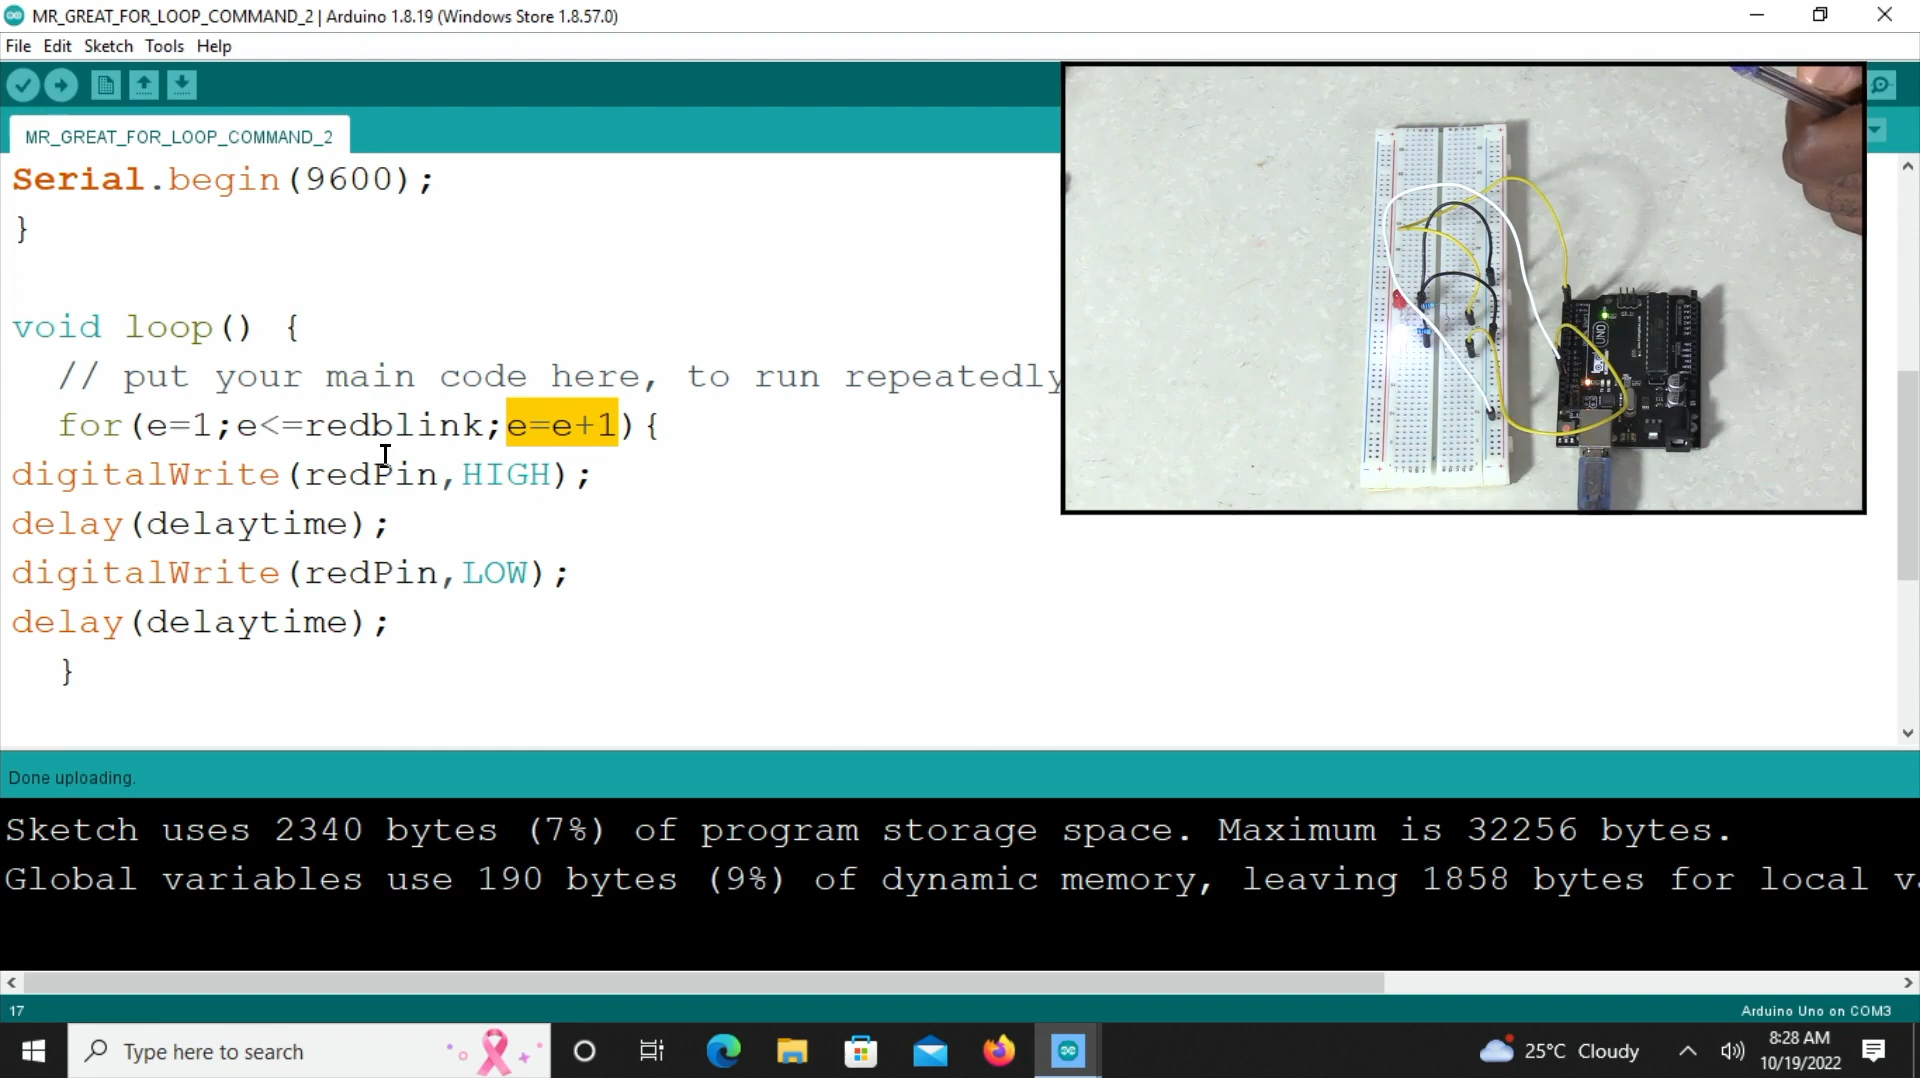 MR_GREAT_FOR_LOOP_COMMAND_2 | Arduino 1.8.19 (Windows Store 1.8.57.0)
File Edit Sketch Tools Help
MR_GREAT_FOR_LOOP_COMMAND_2
Serial.begin(9600);
}
void loop() {
// put your main code here, to run repeatedly
for(e=1;e<=redblink;e=e+1){
digitalWrite(redPin,HIGH);
delay(delaytime);
digitalWrite(redPin,LOW);
delay(delaytime);
}
UNO
Done uploading.
Sketch uses 2340 bytes (7%) of program storage space. Maximum is 32256 bytes.
Global variables use 190 bytes (9%) of dynamic memory, leaving 1858 bytes for local v
17
Arduino Uno on COM3
Type here to search
25°C Cloudy
8:28 AM
10/19/2022